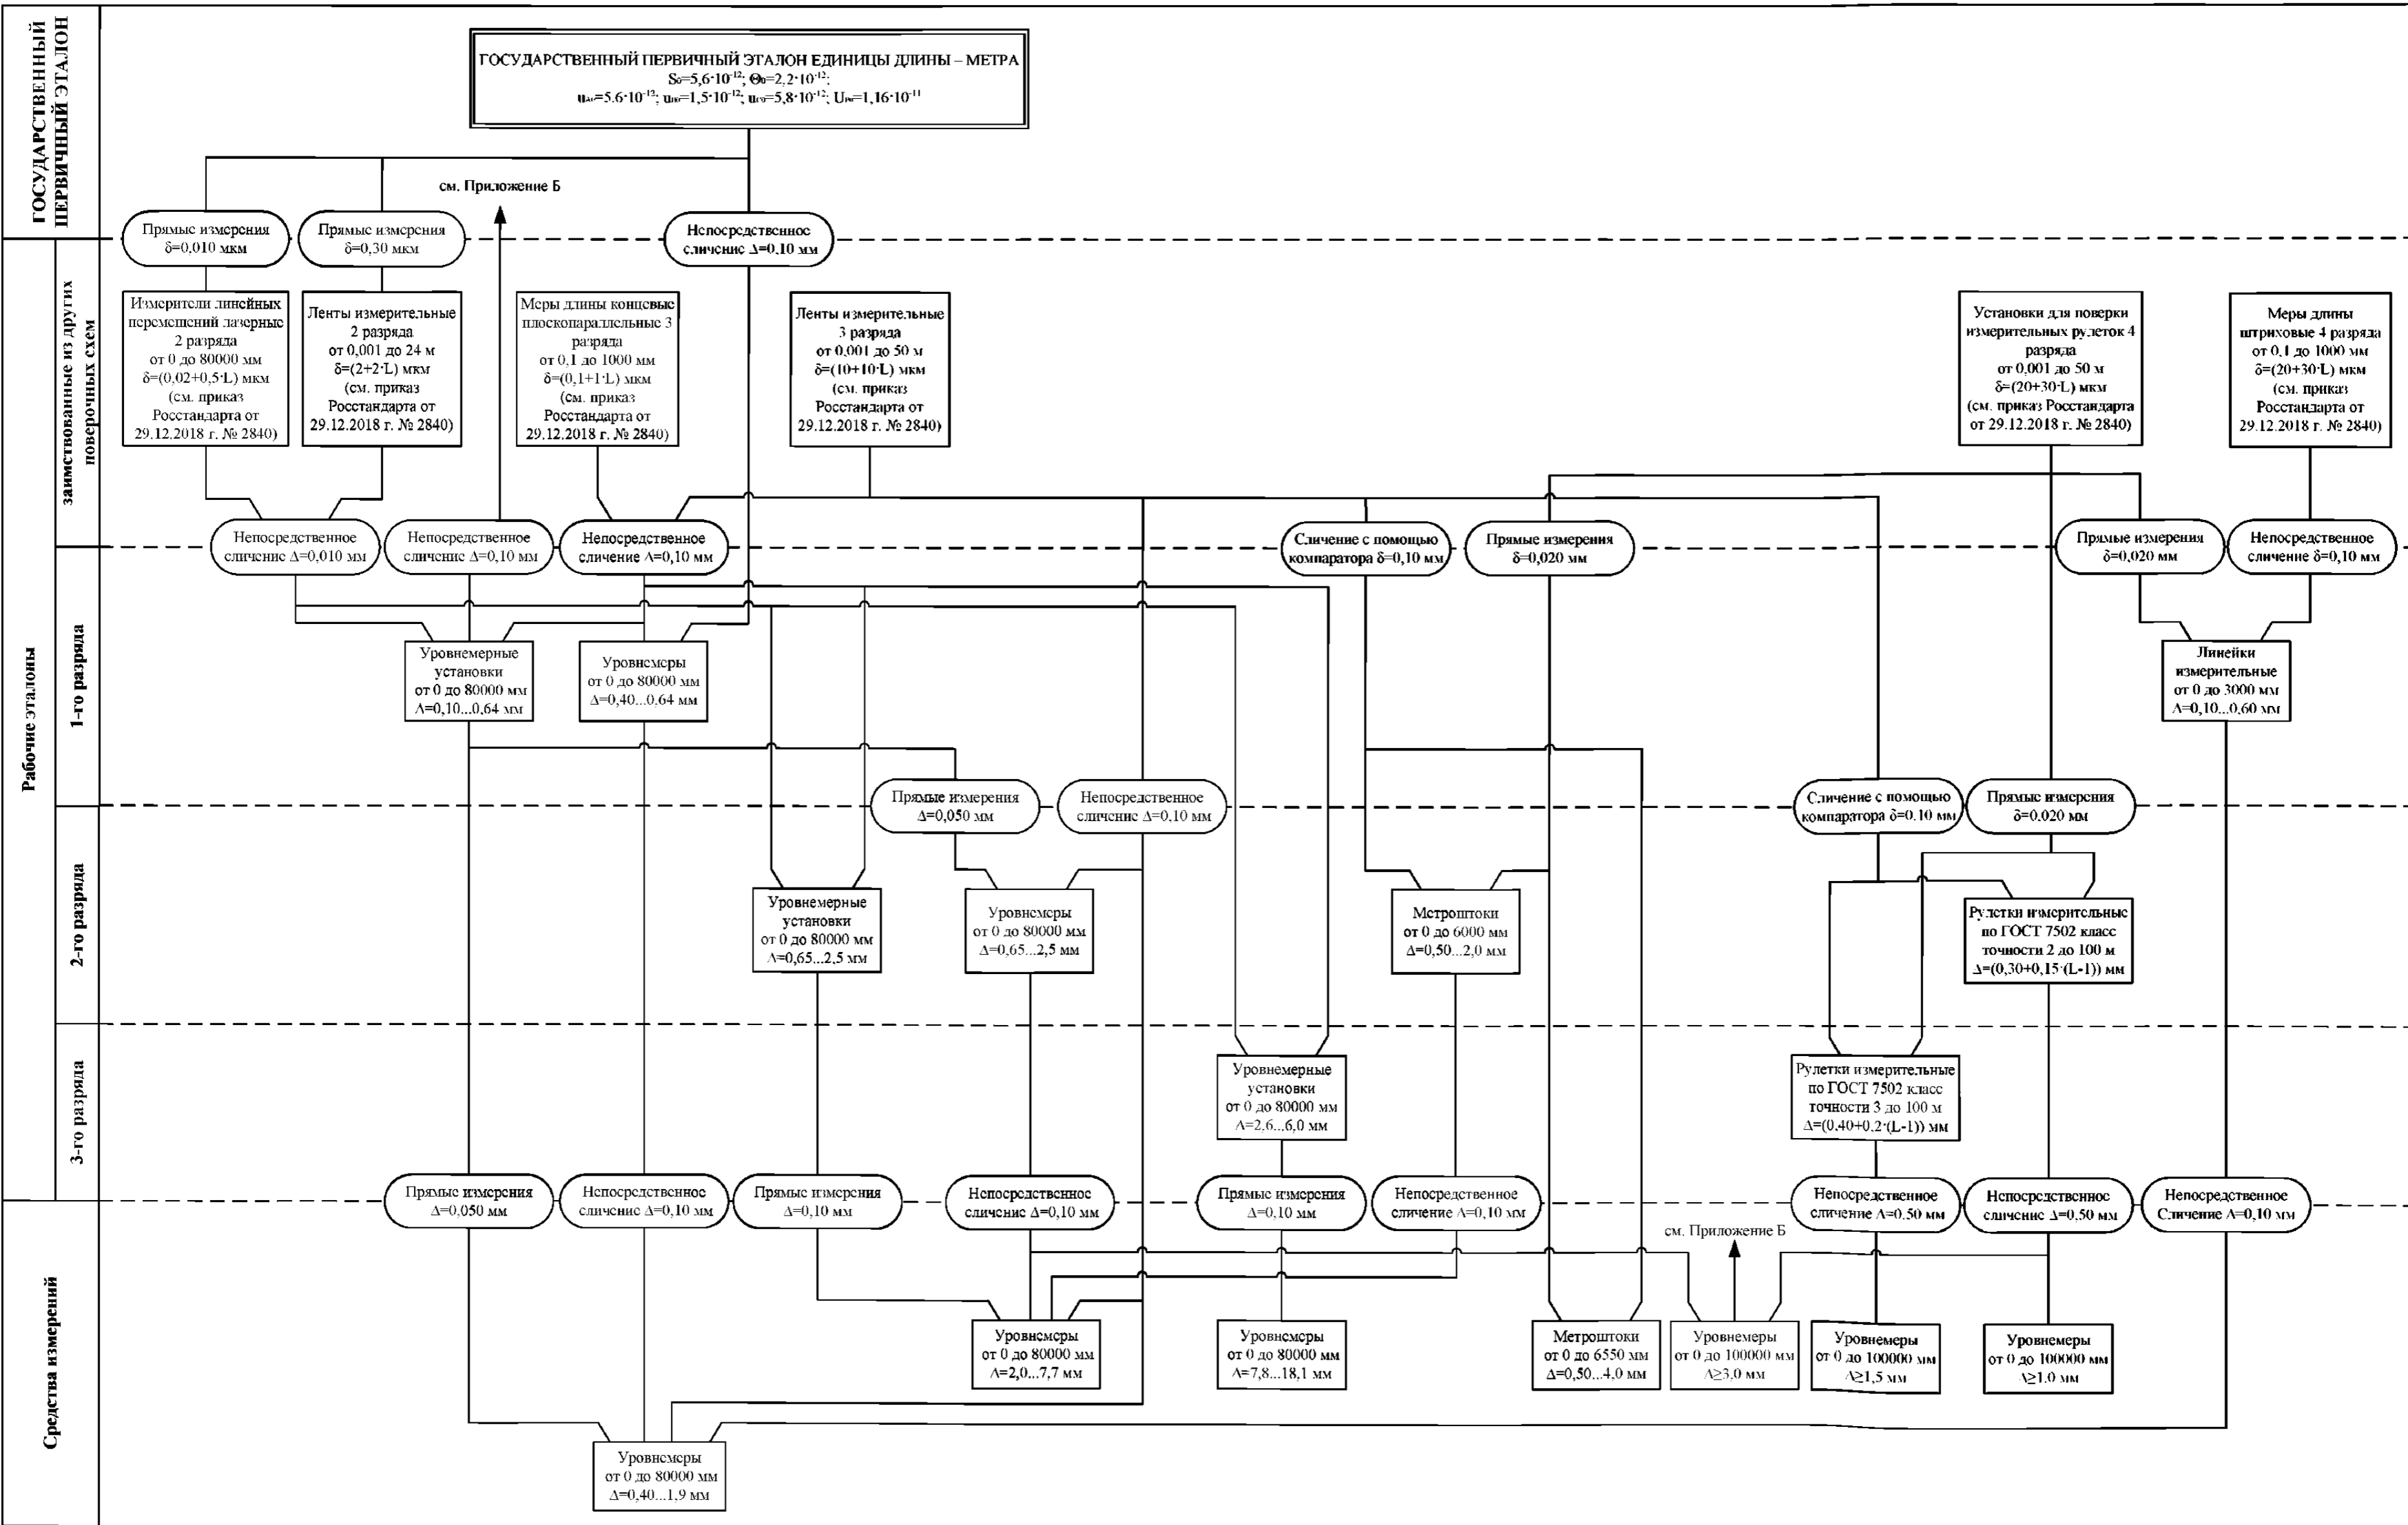 ГОСУДАРСТВЕННЫЙ
ПЕРВИЧНЫЙ ЭТАЛОН
ГОСУДАРСТВЕННЫЙ ПЕРВИЧНЫЙ ЭТАЛОН ЕДИНИЦЫ ДЛИНЫ – МЕТРА
S₀=5,6·10⁻¹²; Θ₀=2,2·10⁻¹²;
5,6·10⁻¹²; 1,5·10⁻¹²; 5,8·10⁻¹²; 1,16·10⁻¹¹
см. Приложение Б
Прямые измерения
δ=0,010 мкм
Прямые измерения
δ=0,30 мкм
Непосредственное
сличение Δ=0,10 мм
Рабочие эталоны
заимствованные из других
поверочных схем
Измерители линейных
перемещений лазерные
2 разряда
от 0 до 80000 мм
δ=(0,02+0,5·L) мкм
(см. приказ
Росстандарта от
29.12.2018 г. № 2840)
Ленты измерительные
2 разряда
от 0,001 до 24 м
δ=(2+2·L) мкм
(см. приказ
Росстандарта от
29.12.2018 г. № 2840)
Меры длины концевые
плоскопараллельные 3
разряда
от 0,1 до 1000 мм
δ=(0,1+1·L) мкм
(см. приказ
Росстандарта от
29.12.2018 г. № 2840)
Ленты измерительные
3 разряда
от 0,001 до 50 м
δ=(10+10·L) мкм
(см. приказ
Росстандарта от
29.12.2018 г. № 2840)
Установки для поверки
измерительных рулеток 4
разряда
от 0,001 до 50 м
δ=(20+30·L) мкм
(см. приказ Росстандарта
от 29.12.2018 г. № 2840)
Меры длины
штриховые 4 разряда
от 0,1 до 1000 мм
δ=(20+30·L) мкм
(см. приказ
Росстандарта от
29.12.2018 г. № 2840)
Непосредственное
сличение Δ=0,010 мм
Непосредственное
сличение Δ=0,10 мм
Непосредственное
сличение Δ=0,10 мм
Сличение с помощью
компаратора δ=0,10 мм
Прямые измерения
δ=0,020 мм
Прямые измерения
δ=0,020 мм
Непосредственное
сличение δ=0,10 мм
1-го разряда
Уровнемерные
установки
от 0 до 80000 мм
Δ=0,10...0,64 мм
Уровнемеры
от 0 до 80000 мм
Δ=0,40...0,64 мм
Линейки
измерительные
от 0 до 3000 мм
Δ=0,10...0,60 мм
Прямые измерения
Δ=0,050 мм
Непосредственное
сличение Δ=0,10 мм
Сличение с помощью
компаратора δ=0,10 мм
Прямые измерения
δ=0,020 мм
2-го разряда
Уровнемерные
установки
от 0 до 80000 мм
Δ=0,65...2,5 мм
Уровнемеры
от 0 до 80000 мм
Δ=0,65...2,5 мм
Метроштоки
от 0 до 6000 мм
Δ=0,50...2,0 мм
Рулетки измерительные
по ГОСТ 7502 класс
точности 2 до 100 м
Δ=(0,30+0,15·(L-1)) мм
3-го разряда
Уровнемерные
установки
от 0 до 80000 мм
Δ=2,6...6,0 мм
Рулетки измерительные
по ГОСТ 7502 класс
точности 3 до 100 м
Δ=(0,40+0,2·(L-1)) мм
Прямые измерения
Δ=0,050 мм
Непосредственное
сличение Δ=0,10 мм
Прямые измерения
Δ=0,10 мм
Непосредственное
сличение Δ=0,10 мм
Прямые измерения
Δ=0,10 мм
Непосредственное
сличение Δ=0,10 мм
Непосредственное
сличение Δ=0,50 мм
Непосредственное
сличение Δ=0,50 мм
Непосредственное
Сличение Δ=0,10 мм
Средства измерений
см. Приложение Б
Уровнемеры
от 0 до 80000 мм
Δ=2,0...7,7 мм
Уровнемеры
от 0 до 80000 мм
Δ=7,8...18,1 мм
Метроштоки
от 0 до 6550 мм
Δ=0,50...4,0 мм
Уровнемеры
от 0 до 100000 мм
Δ≥3,0 мм
Уровнемеры
от 0 до 100000 мм
Δ≥1,5 мм
Уровнемеры
от 0 до 100000 мм
Δ≥1,0 мм
Уровнемеры
от 0 до 80000 мм
Δ=0,40...1,9 мм